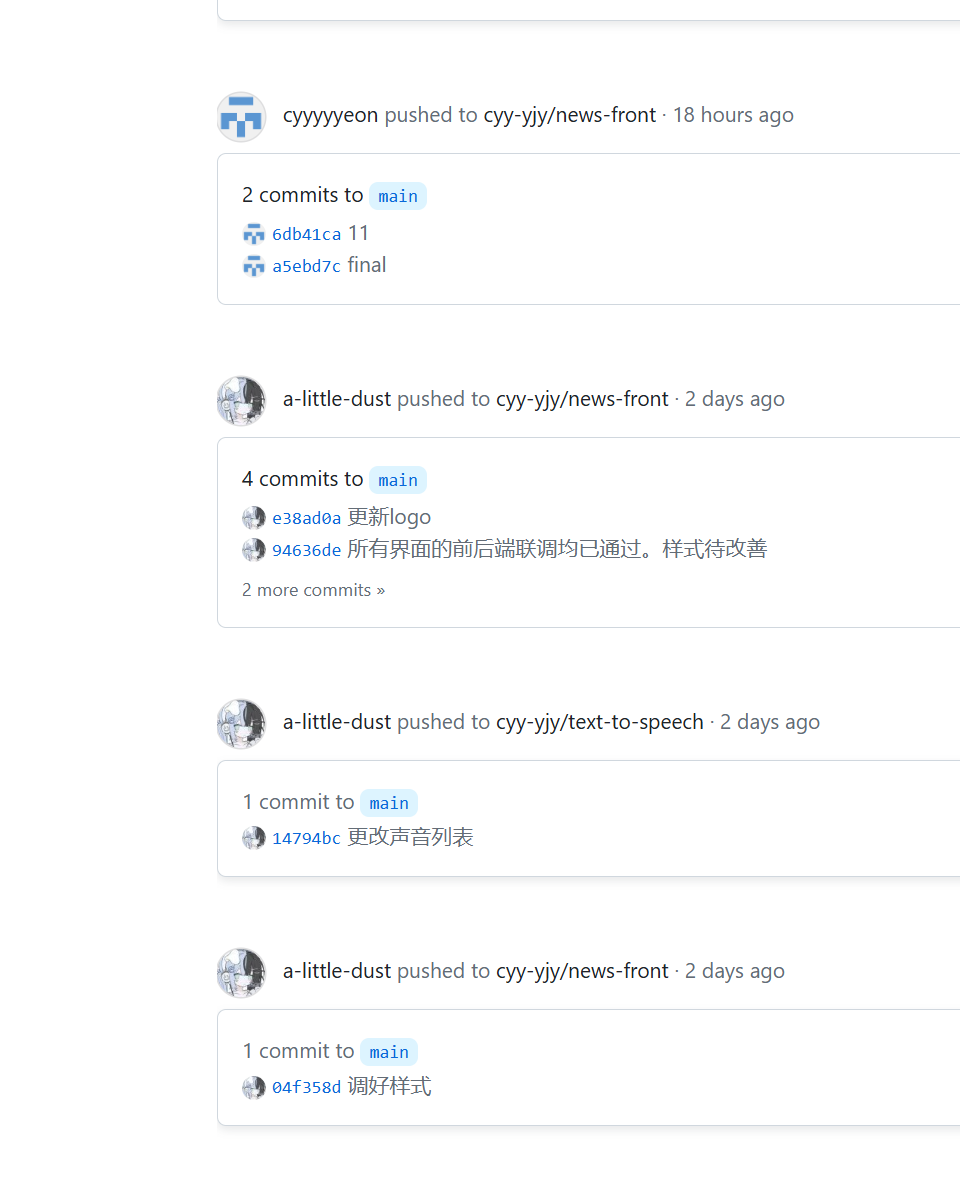 cyyyyyeon pushed to cyy-yjy/news-front · 18 hours ago
2 commits to main
6db41ca 11
a5ebd7c final
a-little-dust pushed to cyy-yjy/news-front · 2 days ago
4 commits to main
e38ad0a 更新logo
94636de 所有界面的前后端联调均已通过。样式待改善
2 more commits »
a-little-dust pushed to cyy-yjy/text-to-speech · 2 days ago
1 commit to main
14794bc 更改声音列表
a-little-dust pushed to cyy-yjy/news-front · 2 days ago
1 commit to main
04f358d 调好样式